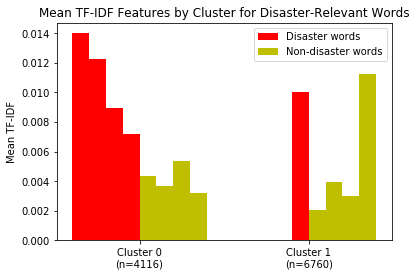 Mean TF-IDF Features by Cluster for Disaster-Relevant Words
Disaster words
Non-disaster words
Mean TF-IDF
0.014
0.012
0.010
0.008
0.006
0.004
0.002
0.000
Cluster 0
(n=4116)
Cluster 1
(n=6760)